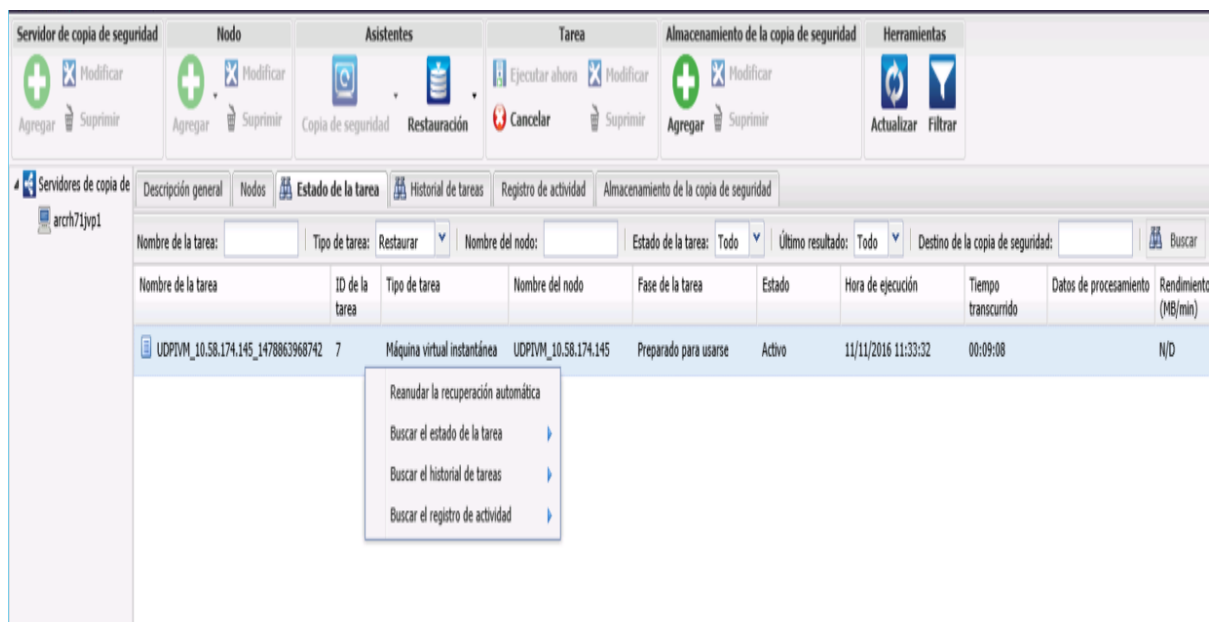 Servidor de copia de seguridad
Nodo
Asistentes
Tarea
Almacenamiento de la copia de seguridad
Herramientas
Agregar
Modificar
Suprimir
Agregar
Modificar
Suprimir
Copia de seguridad
Restauración
Ejecutar ahora
Modificar
Cancelar
Suprimir
Agregar
Modificar
Suprimir
Actualizar
Filtrar
Servidores de copia de
arcrh71jvp1
Descripción general
Nodos
Estado de la tarea
Historial de tareas
Registro de actividad
Almacenamiento de la copia de seguridad
Nombre de la tarea:
Tipo de tarea: Restaurar
Nombre del nodo:
Estado de la tarea: Todo
Último resultado: Todo
Destino de la copia de seguridad:
Buscar
Nombre de la tarea
ID de la tarea
Tipo de tarea
Nombre del nodo
Fase de la tarea
Estado
Hora de ejecución
Tiempo transcurrido
Datos de procesamiento
Rendimiento (MB/min)
UDPIVM_10.58.174.145_1478863968742
7
Máquina virtual instantánea
UDPIVM_10.58.174.145
Preparado para usarse
Activo
11/11/2016 11:33:32
00:09:08
N/D
Reanudar la recuperación automática
Buscar el estado de la tarea
Buscar el historial de tareas
Buscar el registro de actividad